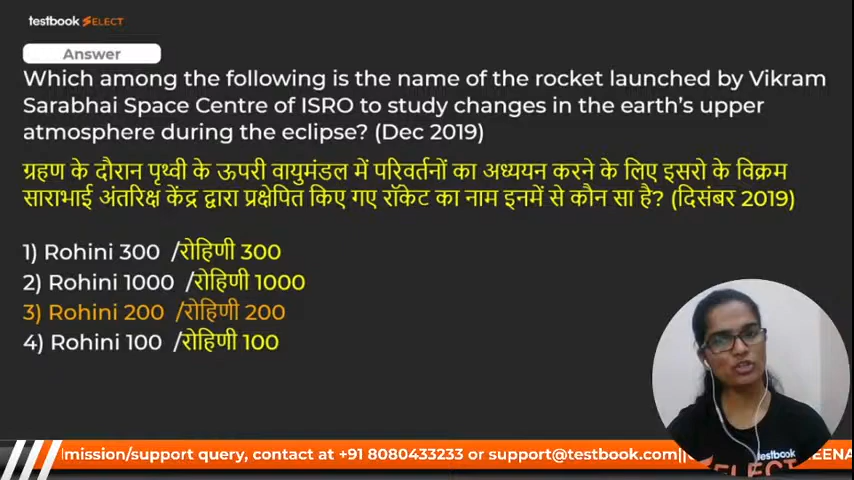 testbook SELECT
Answer
Which among the following is the name of the rocket launched by Vikram
Sarabhai Space Centre of ISRO to study changes in the earth's upper
atmosphere during the eclipse? (Dec 2019)
ग्रहण के दौरान पृथ्वी के ऊपरी वायुमंडल में परिवर्तनों का अध्ययन करने के लिए इसरो के विक्रम
साराभाई अंतरिक्ष केंद्र द्वारा प्रक्षेपित किए गए रॉकेट का नाम इनमें से कौन सा है? (दिसंबर 2019)
1) Rohini 300 /रोहिणी 300
2) Rohini 1000 /रोहिणी 1000
3) Rohini 200 /रोहिणी 200
4) Rohini 100 /रोहिणी 100
testbook
SELECT
mission/support query, contact at +91 8080433233 or support@testbook.com||